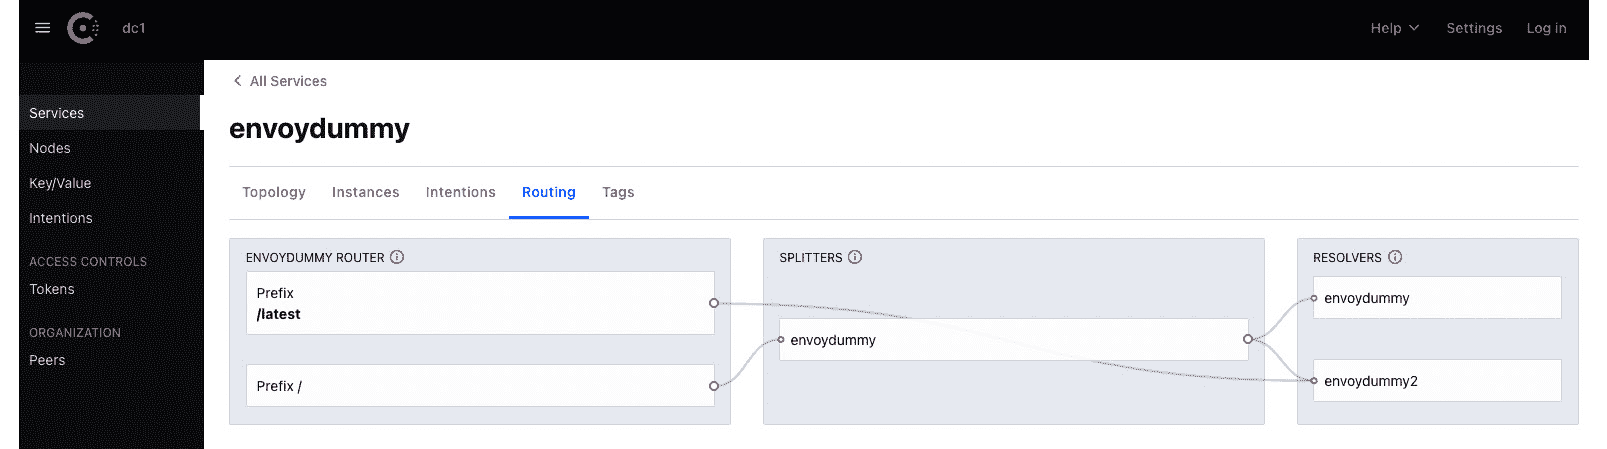 dc1
Help
Settings
Log in
Services
Nodes
Key/Value
Intentions
ACCESS CONTROLS
Tokens
ORGANIZATION
Peers
All Services
envoydummy
Topology
Instances
Intentions
Routing
Tags
ENVOYDUMMY ROUTER
Prefix
/latest
Prefix /
SPLITTERS
envoydummy
RESOLVERS
envoydummy
envoydummy2